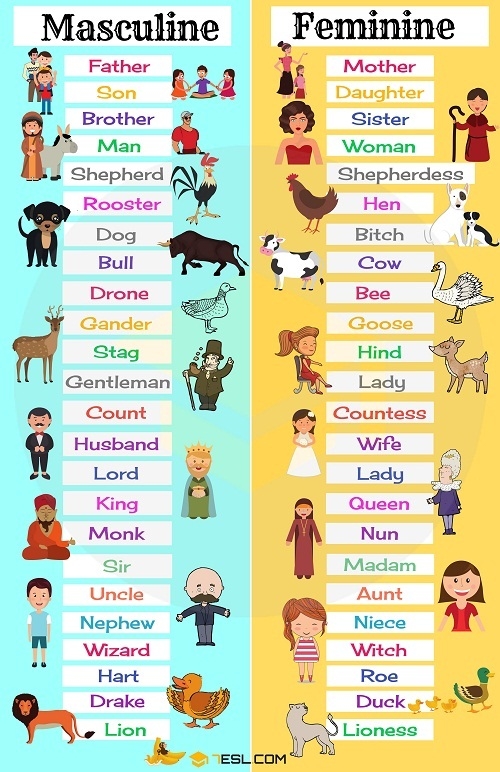 Masculine
Father
Son
Brother
Man
Shepherd
Rooster
Dog
Bull
Drone
Gander
Stag
Gentleman
Count
Husband
Lord
King
Monk
Sir
Uncle
Nephew
Wizard
Hart
Drake
Lion
Feminine
Mother
Daughter
Sister
Woman
Shepherdess
Hen
Bitch
Cow
Bee
Goose
Hind
Lady
Countess
Wife
Lady
Queen
Nun
Madam
Aunt
Niece
Witch
Roe
Duck
Lioness
7ESL.COM